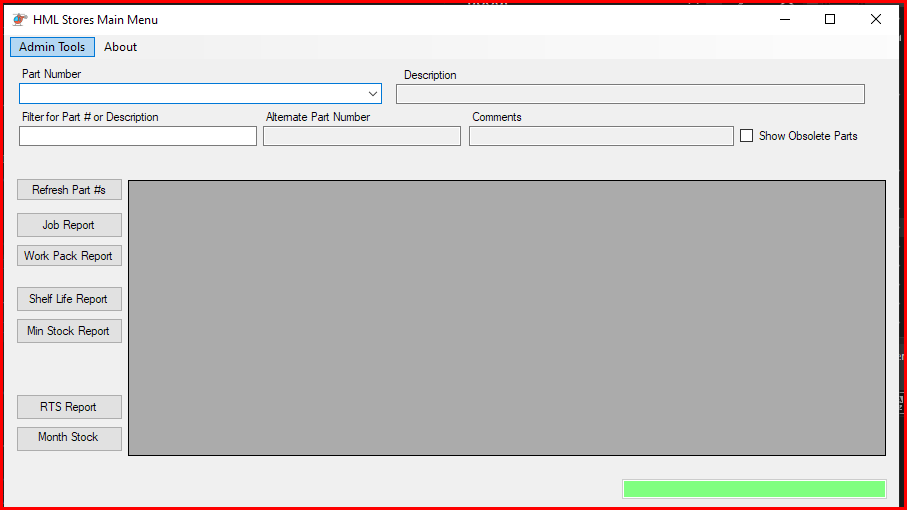 HML Stores Main Menu
Admin Tools About
Part Number Description
Filter for Part # or Description Alternate Part Number Comments
Show Obsolete Parts
Refresh Part #s
Job Report
Work Pack Report
Shelf Life Report
Min Stock Report
RTS Report
Month Stock